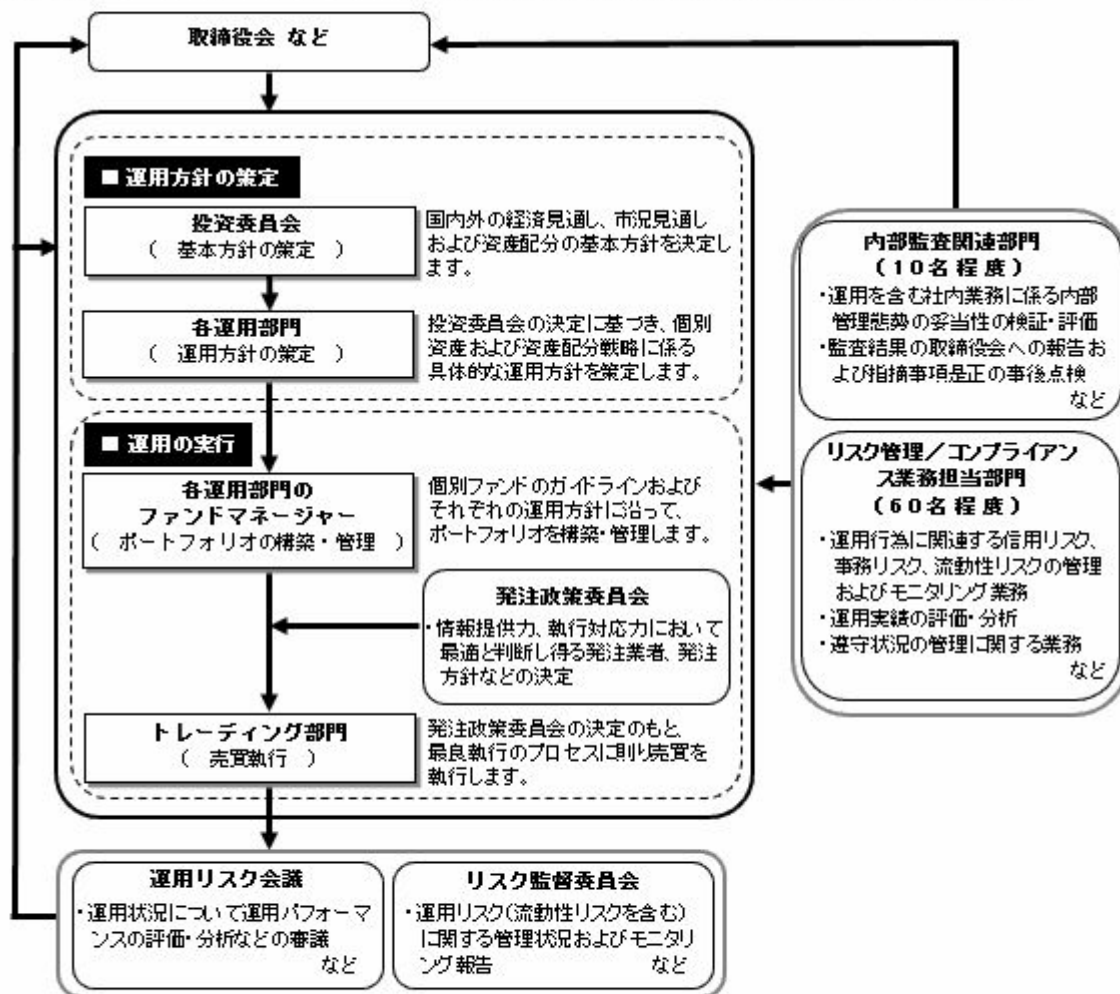 取締役会 など
■ 運用方針の策定
投資委員会
( 基本方針の策定 )
国内外の経済見通し、市況見通し
および資産配分の基本方針を決定し
ます。
各運用部門
( 運用方針の策定 )
投資委員会の決定に基づき、個別
資産および資産配分戦略に係る
具体的な運用方針を策定します。
■ 運用の実行
各運用部門の
ファンドマネージャー
( ポートフォリオの構築・管理 )
個別ファンドのガイドラインおよび
それぞれの運用方針に沿って、
ポートフォリオを構築・管理します。
発注政策委員会
・情報提供力、執行対応力において
最適と判断し得る発注業者、発注
方針などの決定
トレーディング部門
( 売買執行 )
発注政策委員会の決定のもと、
最良執行のプロセスに則り売買を
執行します。
内部監査関連部門
(10名程度)
・運用を含む社内業務に係る内部
管理態勢の妥当性の検証・評価
・監査結果の取締役会への報告お
よび指摘事項是正の事後点検
など
リスク管理/コンプライアン
ス業務担当部門
(60名程度)
・運用行為に関連する信用リスク、
事務リスク、流動性リスクの管理
およびモニタリング業務
・運用実績の評価・分析
・遵守状況の管理に関する業務
など
運用リスク会議
・運用状況について運用パフォーマ
ンスの評価・分析などの審議
など
リスク監督委員会
・運用リスク(流動性リスクを含む)
に関する管理状況およびモニタリ
ング報告 など